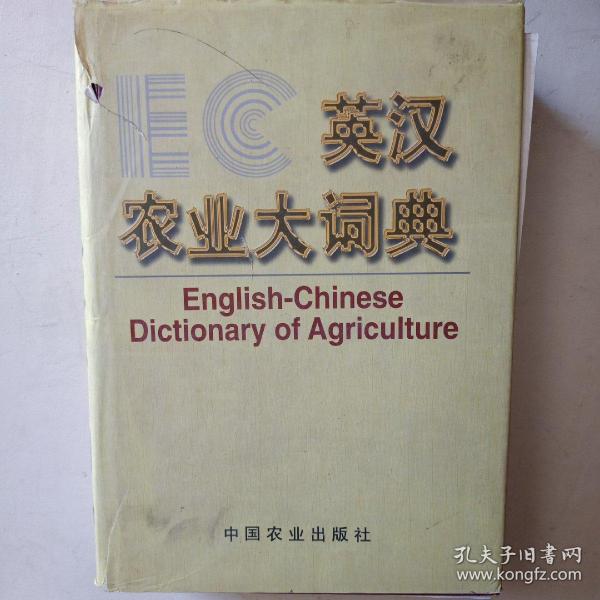 EC 英汉
农业大词典
English-Chinese
Dictionary of Agriculture
中国农业出版社
孔夫子旧書网
www.kongfz.com